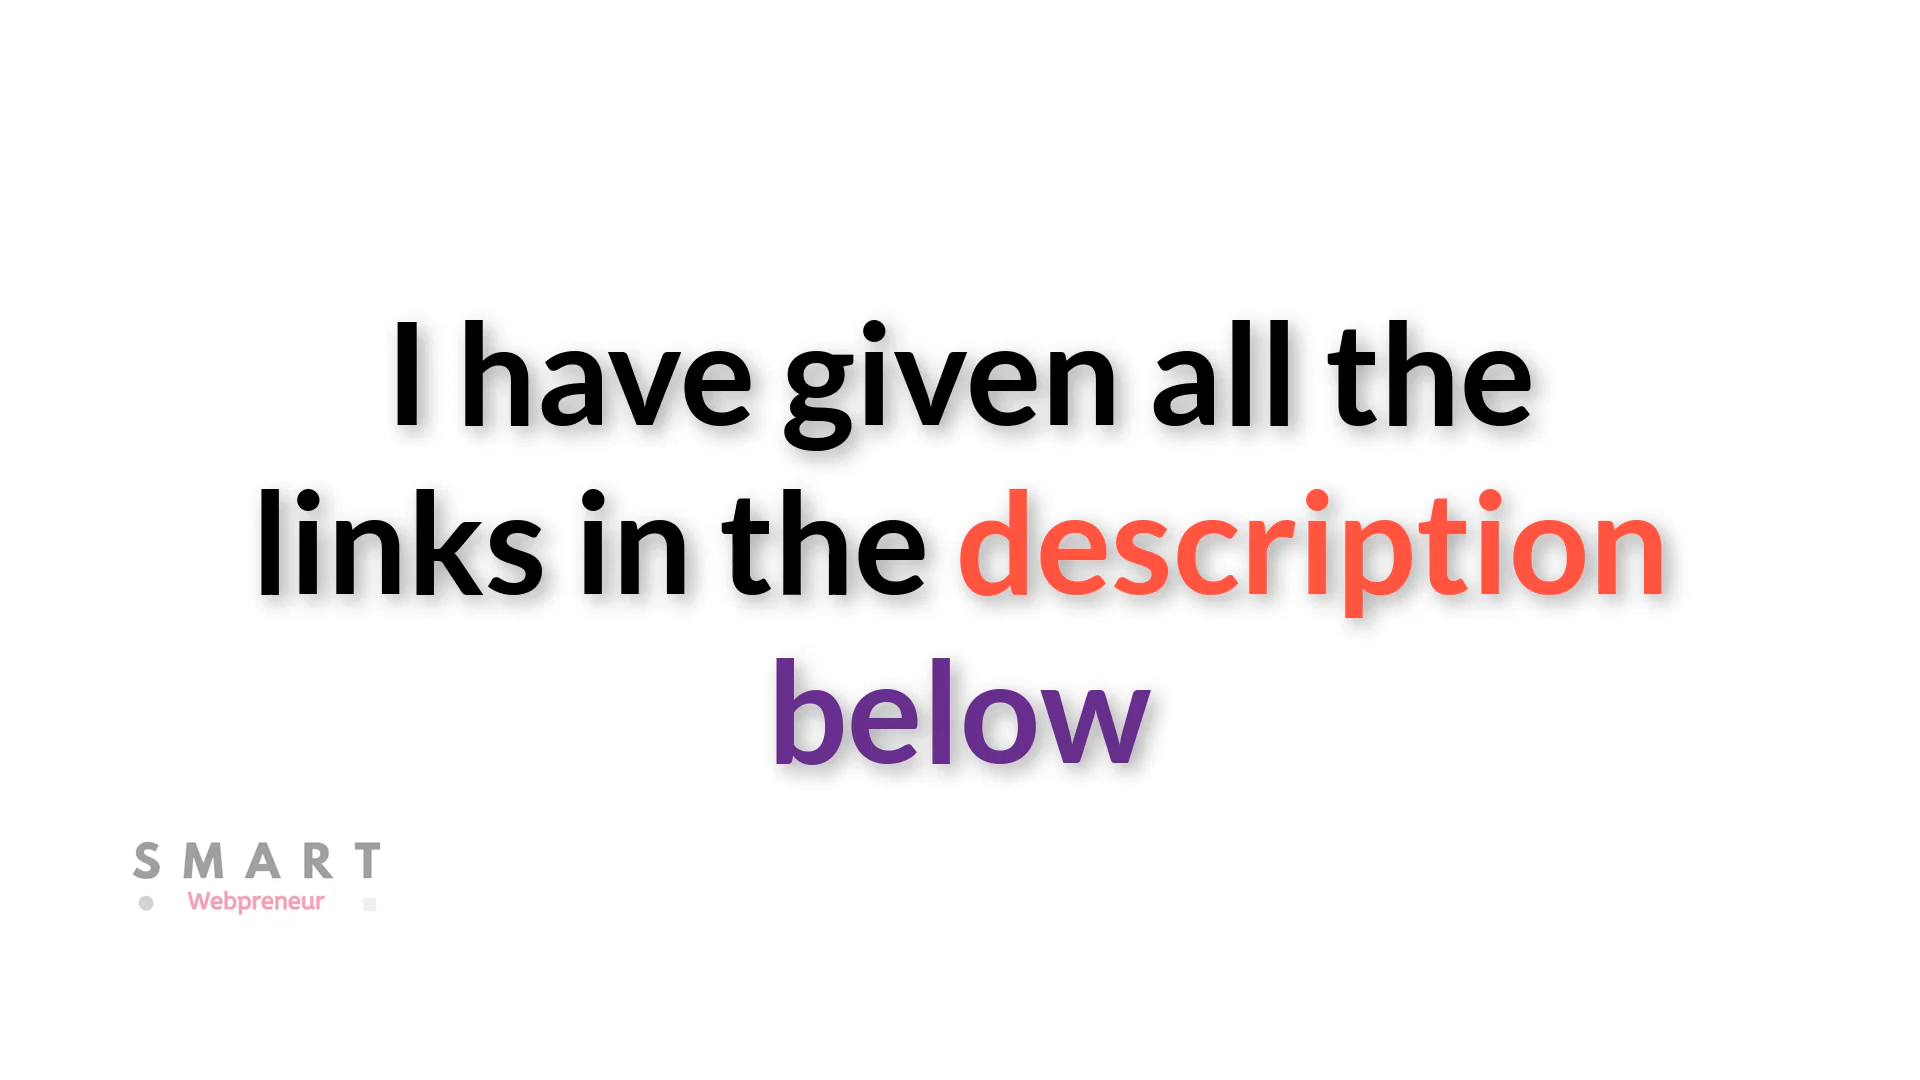 I have given all the
links in the description
below
SMART
Webpreneur